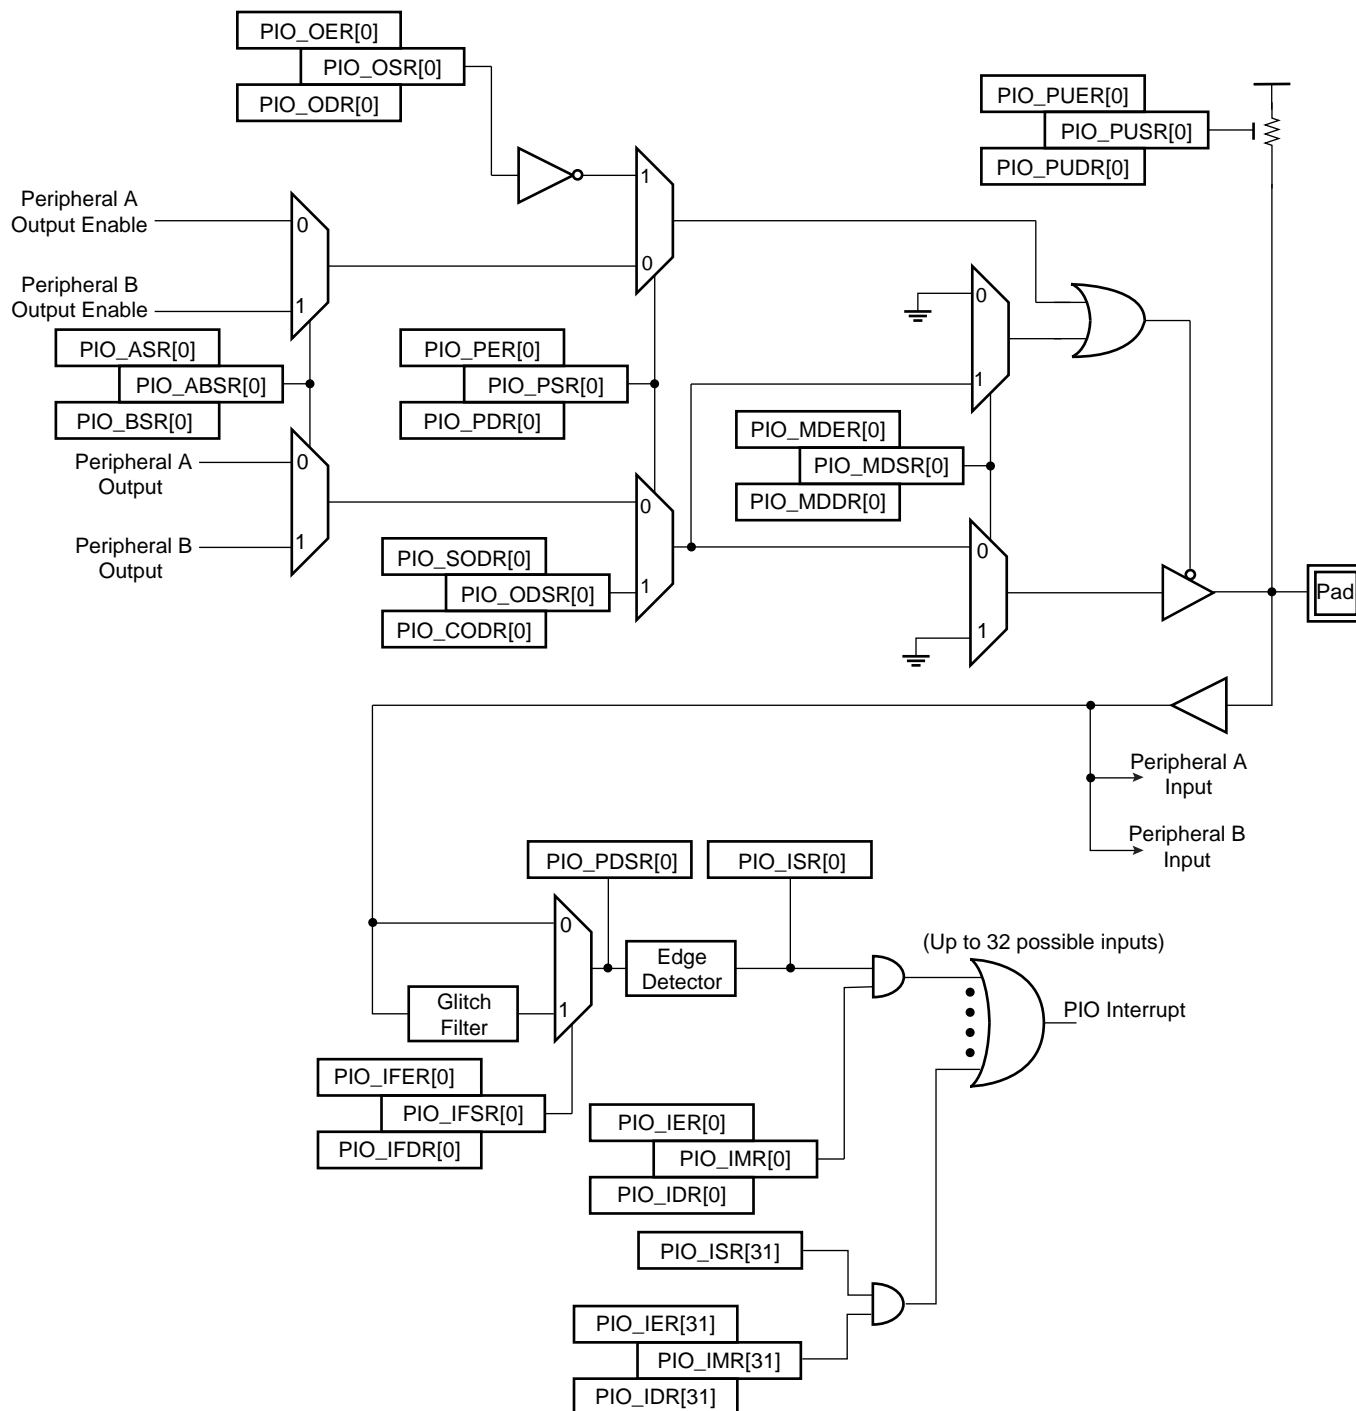 PIO_OER[0]
PIO_OSR[0]
PIO_ODR[0]
PIO_PUER[0]
PIO_PUSR[0]
PIO_PUDR[0]
1
0
Peripheral A
Output Enable
0
Peripheral B
Output Enable
1
PIO_ASR[0]
PIO_ABSR[0]
PIO_BSR[0]
PIO_PER[0]
PIO_PSR[0]
PIO_PDR[0]
0
1
PIO_MDER[0]
PIO_MDSR[0]
PIO_MDDR[0]
Peripheral A
Output
0
Peripheral B
Output
1
0
1
PIO_SODR[0]
PIO_ODSR[0]
PIO_CODR[0]
0
1
Pad
Peripheral A
Input
Peripheral B
Input
PIO_PDSR[0]
PIO_ISR[0]
0
1
Glitch
Filter
Edge
Detector
(Up to 32 possible inputs)
PIO Interrupt
PIO_IFER[0]
PIO_IFSR[0]
PIO_IFDR[0]
PIO_IER[0]
PIO_IMR[0]
PIO_IDR[0]
PIO_ISR[31]
PIO_IER[31]
PIO_IMR[31]
PIO_IDR[31]